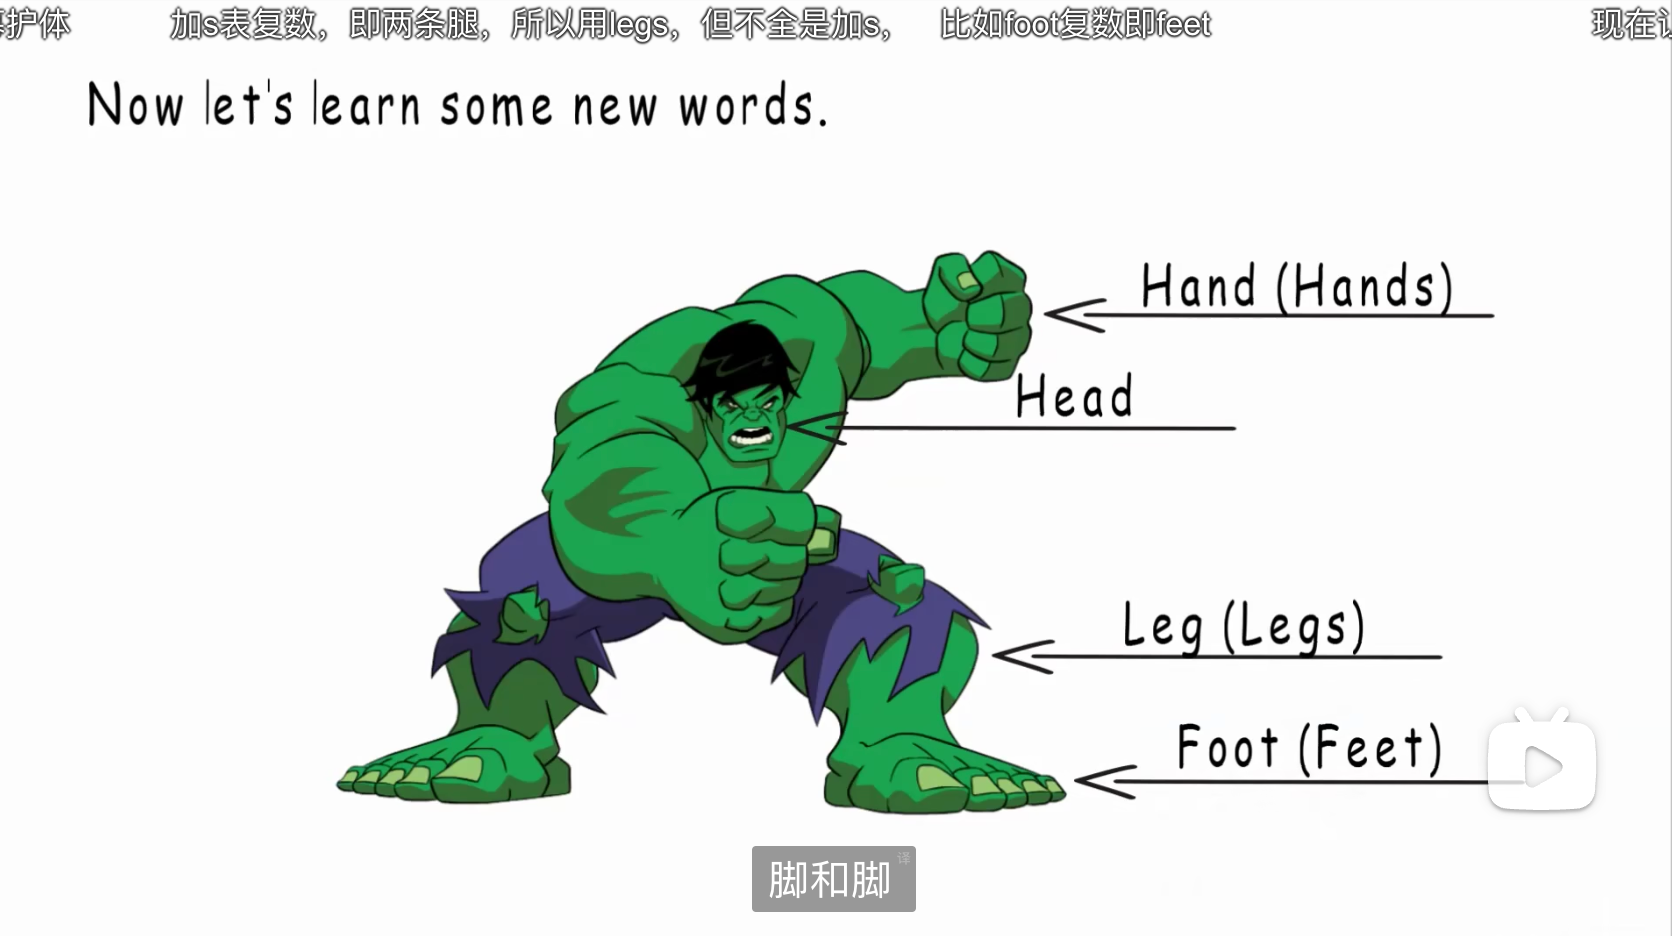 护体 加s表复数，即两条腿，所以用legs，但不全是加s， 比如foot复数即feet 现在
Now let's learn some new words.
Hand (Hands)
Head
Leg (Legs)
Foot (Feet)
脚和脚 译